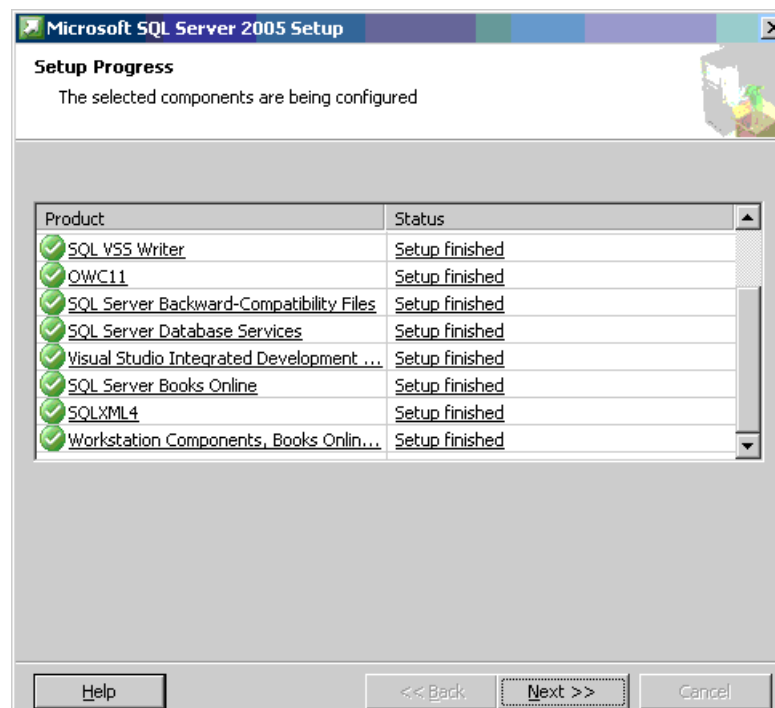 Microsoft SQL Server 2005 Setup
Setup Progress
The selected components are being configured
Product Status
SQL VSS Writer Setup finished
OWC11 Setup finished
SQL Server Backward-Compatibility Files Setup finished
SQL Server Database Services Setup finished
Visual Studio Integrated Development ... Setup finished
SQL Server Books Online Setup finished
SQLXML4 Setup finished
Workstation Components, Books Onlin... Setup finished
Help << Back Next >> Cancel